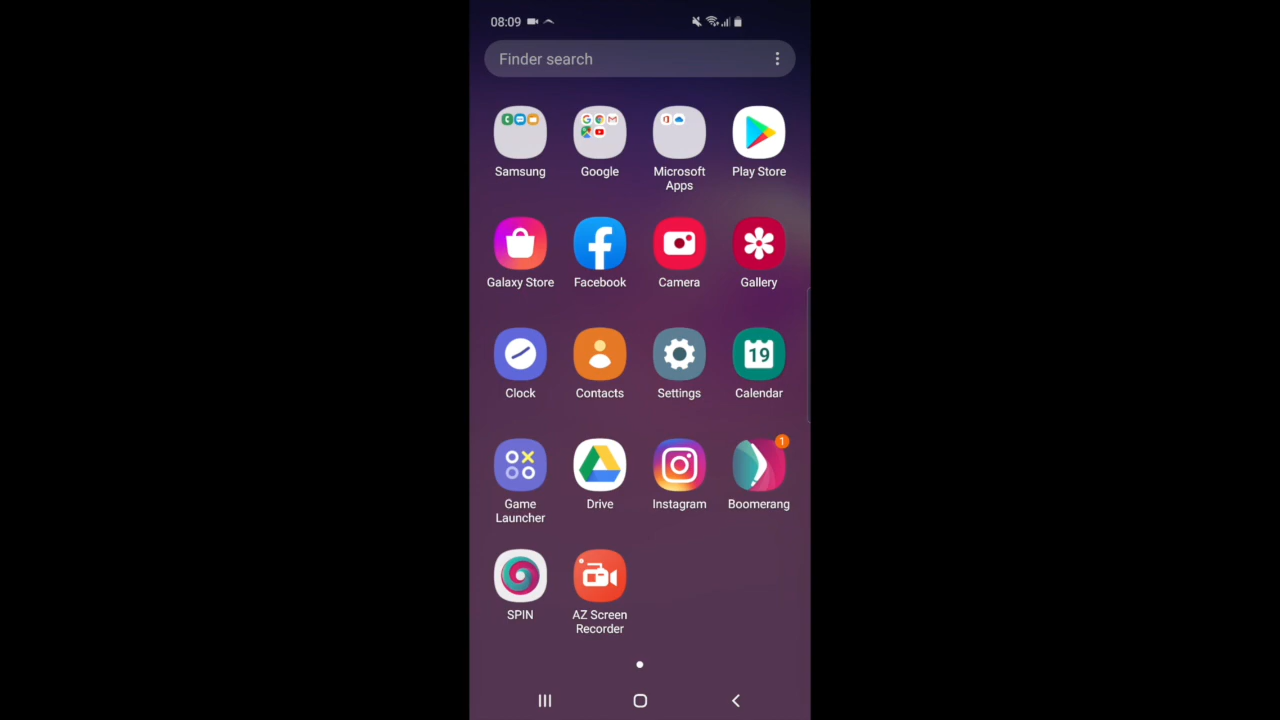 08:09
Finder search
Samsung
Google
Microsoft
Apps
Play Store
Galaxy Store
Facebook
Camera
Gallery
19
Clock
Contacts
Settings
Calendar
1
Game
Launcher
Drive
Instagram
Boomerang
SPIN
AZ Screen
Recorder